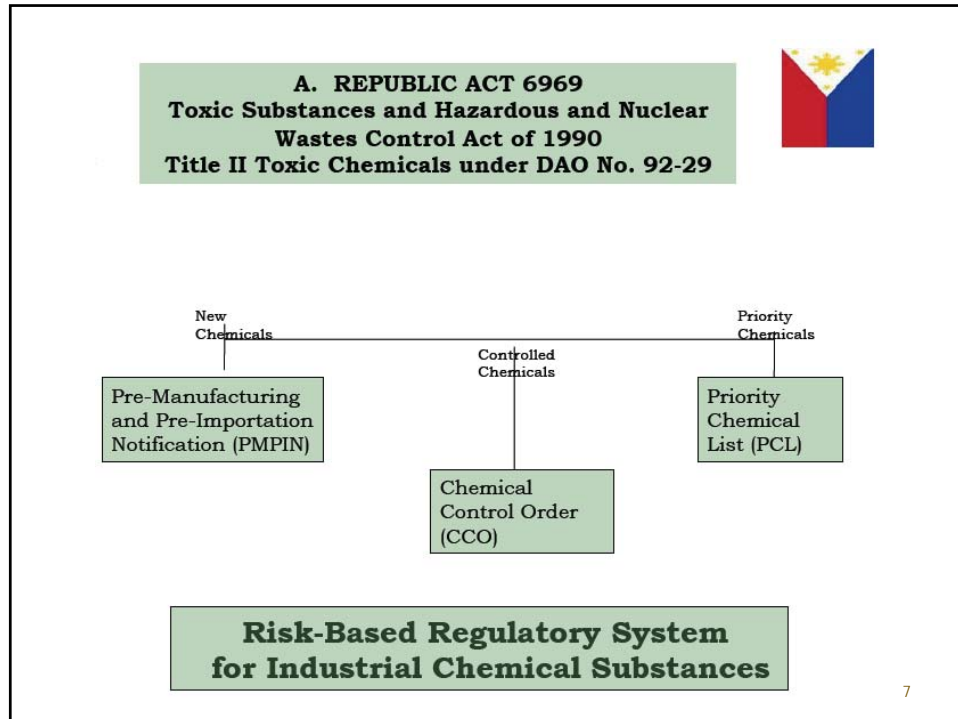 A. REPUBLIC ACT 6969
Toxic Substances and Hazardous and Nuclear
Wastes Control Act of 1990
Title II Toxic Chemicals under DAO No. 92-29
New
Chemicals
Priority
Chemicals
Controlled
Chemicals
Pre-Manufacturing
and Pre-Importation
Notification (PMPIN)
Priority
Chemical
List (PCL)
Chemical
Control Order
(CCO)
Risk-Based Regulatory System
for Industrial Chemical Substances
7